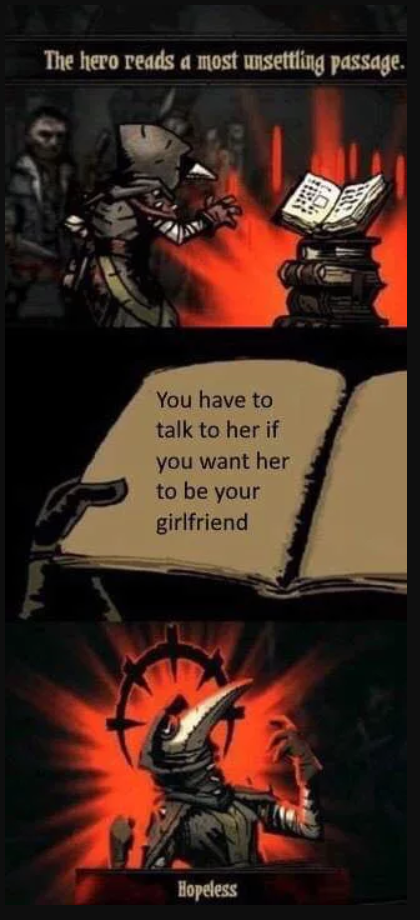 The hero reads a most unsettling passage.
You have to
talk to her if
you want her
to be your
girlfriend
Hopeless